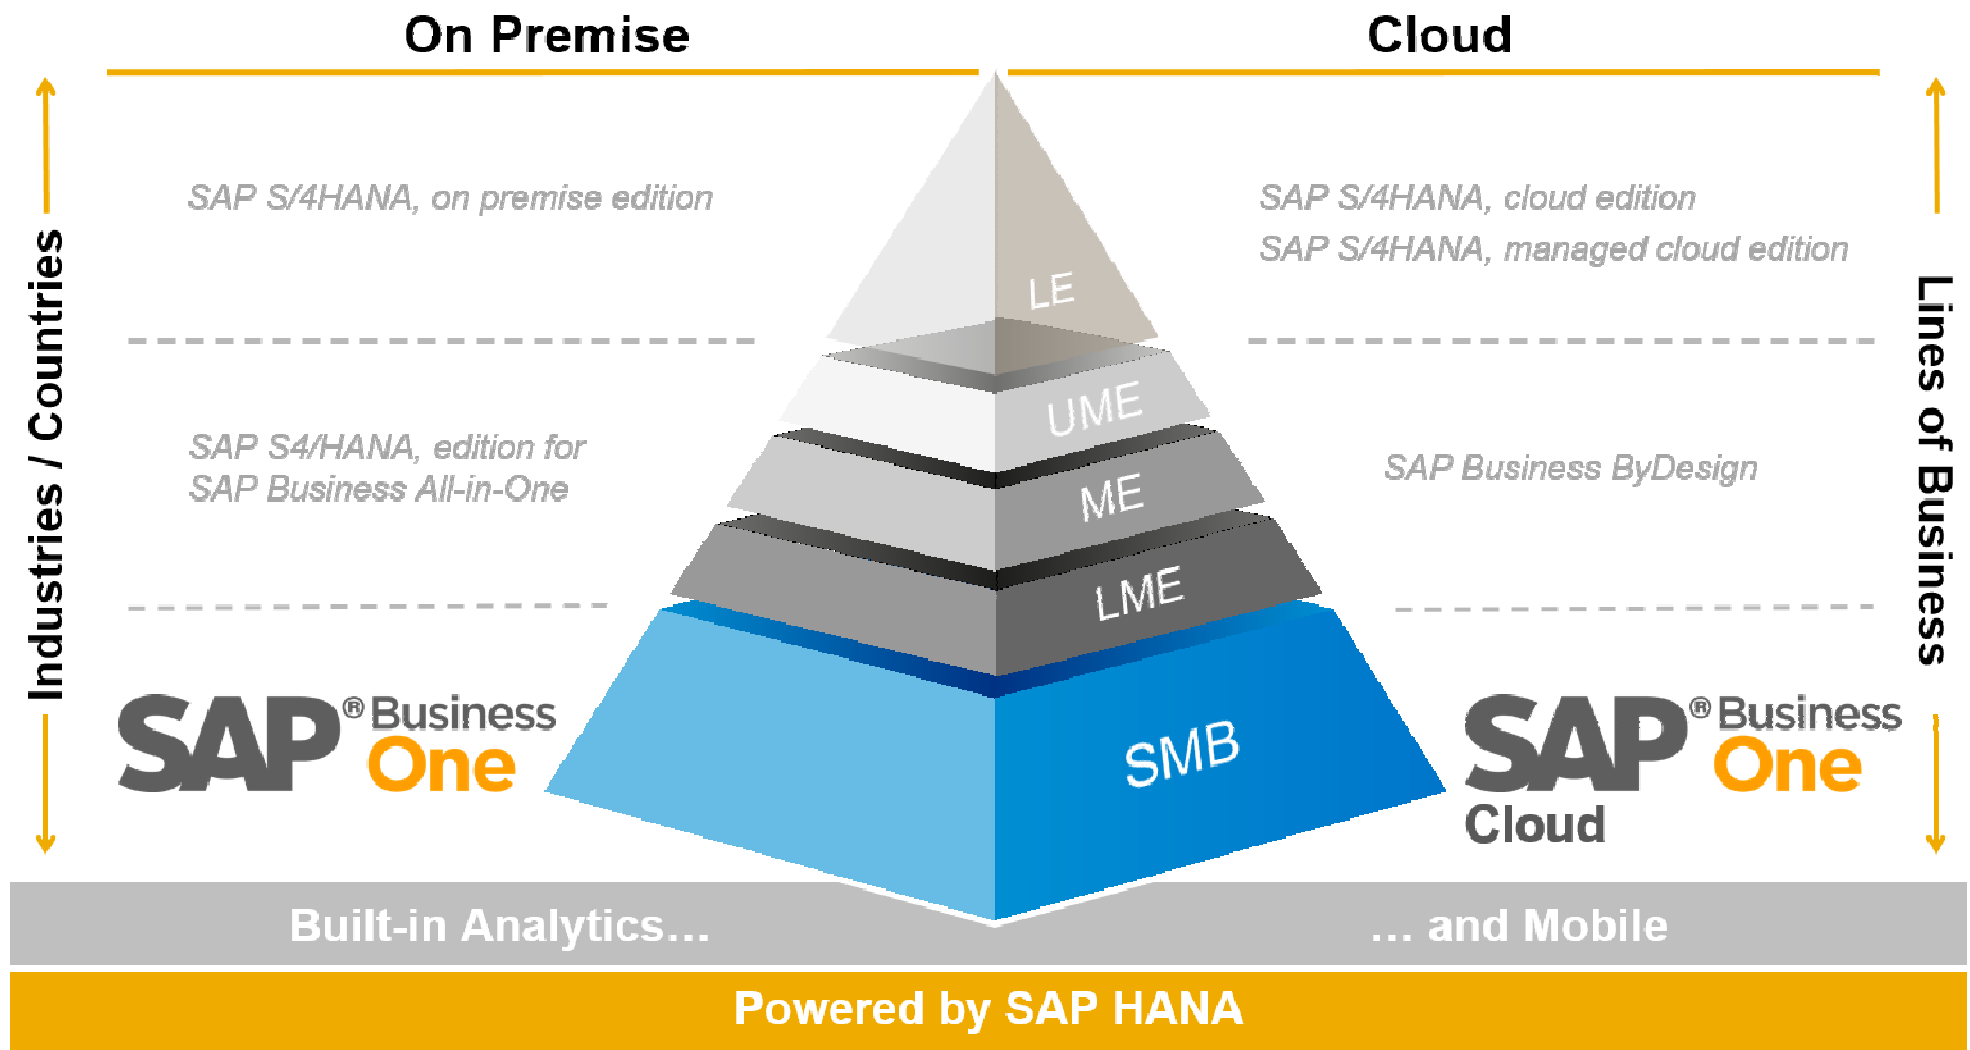 On Premise
Cloud
Industries / Countries
Lines of Business
SAP S/4HANA, on premise edition
SAP S/4HANA, cloud edition
SAP S/4HANA, managed cloud edition
LE
UME
SAP S4/HANA, edition for
SAP Business All-in-One
ME
SAP Business ByDesign
LME
SAP® Business One
SMB
SAP® Business One
Cloud
Built-in Analytics...
... and Mobile
Powered by SAP HANA